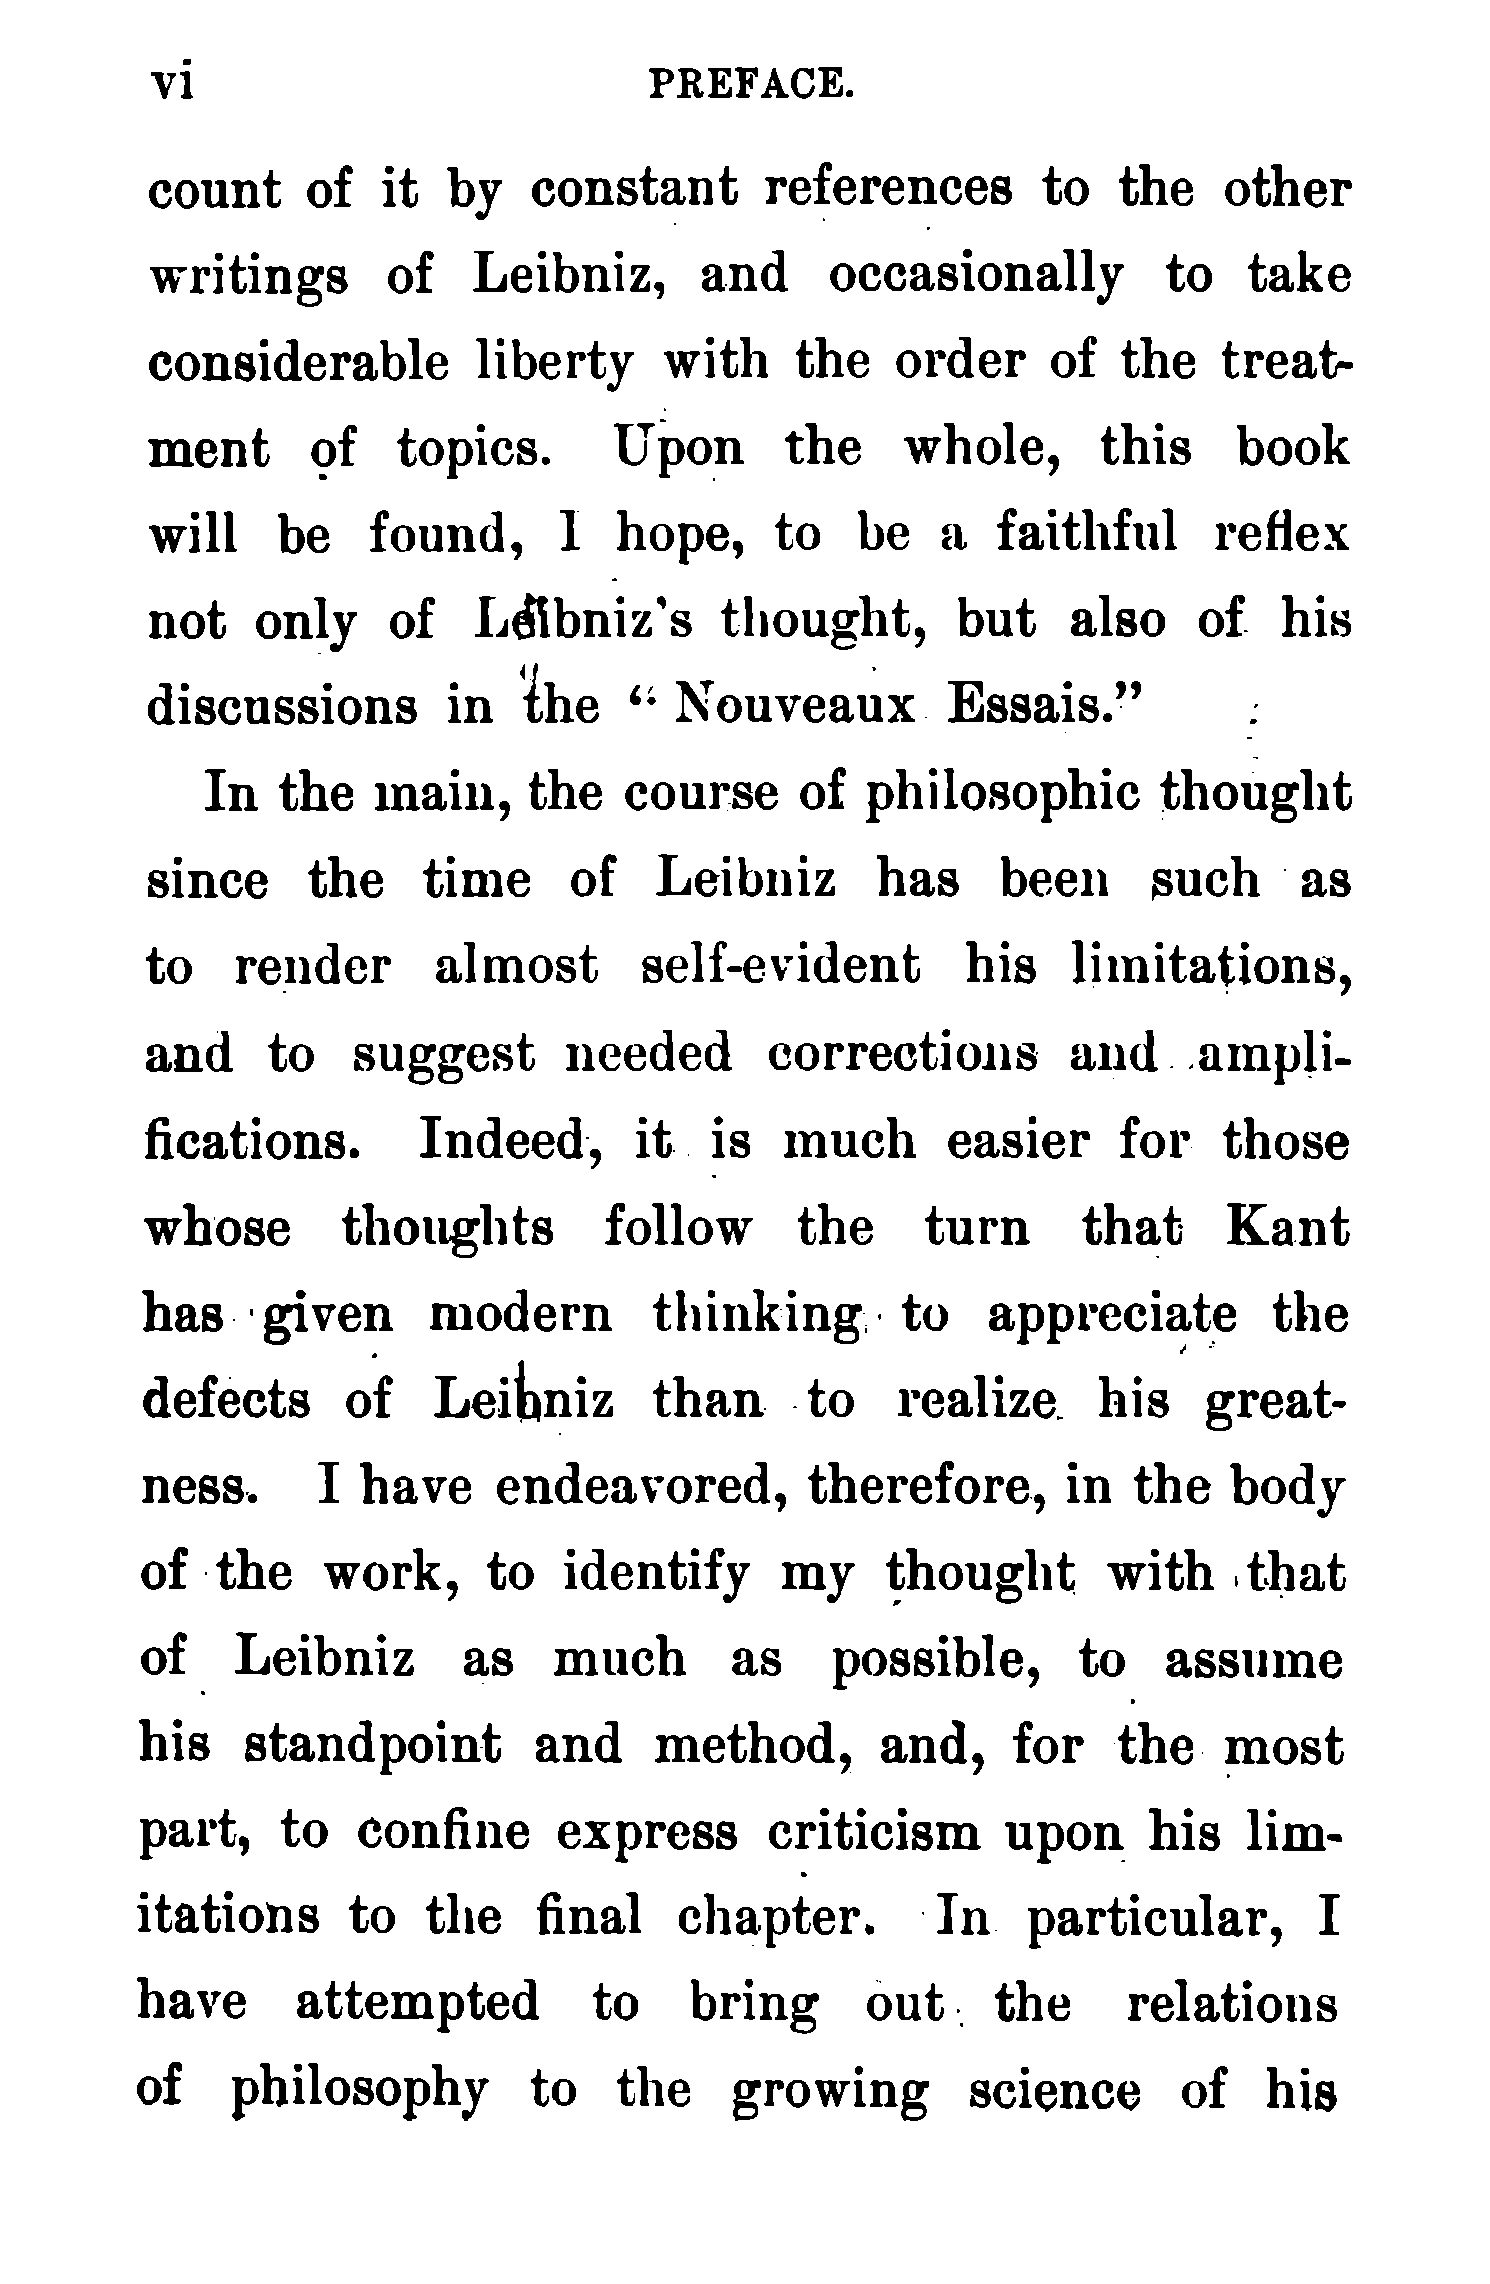 vi PREFACE.
count of it by constant references to the other
writings of Leibniz, and occasionally to take
considerable liberty with the order of the treat-
ment of topics. Upon the whole, this book
will be found, I hope, to be a faithful reflex
not only of Leibniz's thought, but also of his
discussions in the “ Nouveaux Essais.”
In the main, the course of philosophic thought
since the time of Leibniz has been such as
to render almost self-evident his limitations,
and to suggest needed corrections and ampli-
fications. Indeed, it is much easier for those
whose thoughts follow the turn that Kant
has given modern thinking to appreciate the
defects of Leibniz than to realize his great-
ness. I have endeavored, therefore, in the body
of the work, to identify my thought with that
of Leibniz as much as possible, to assume
his standpoint and method, and, for the most
part, to confine express criticism upon his lim-
itations to the final chapter. In particular, I
have attempted to bring out the relations
of philosophy to the growing science of his